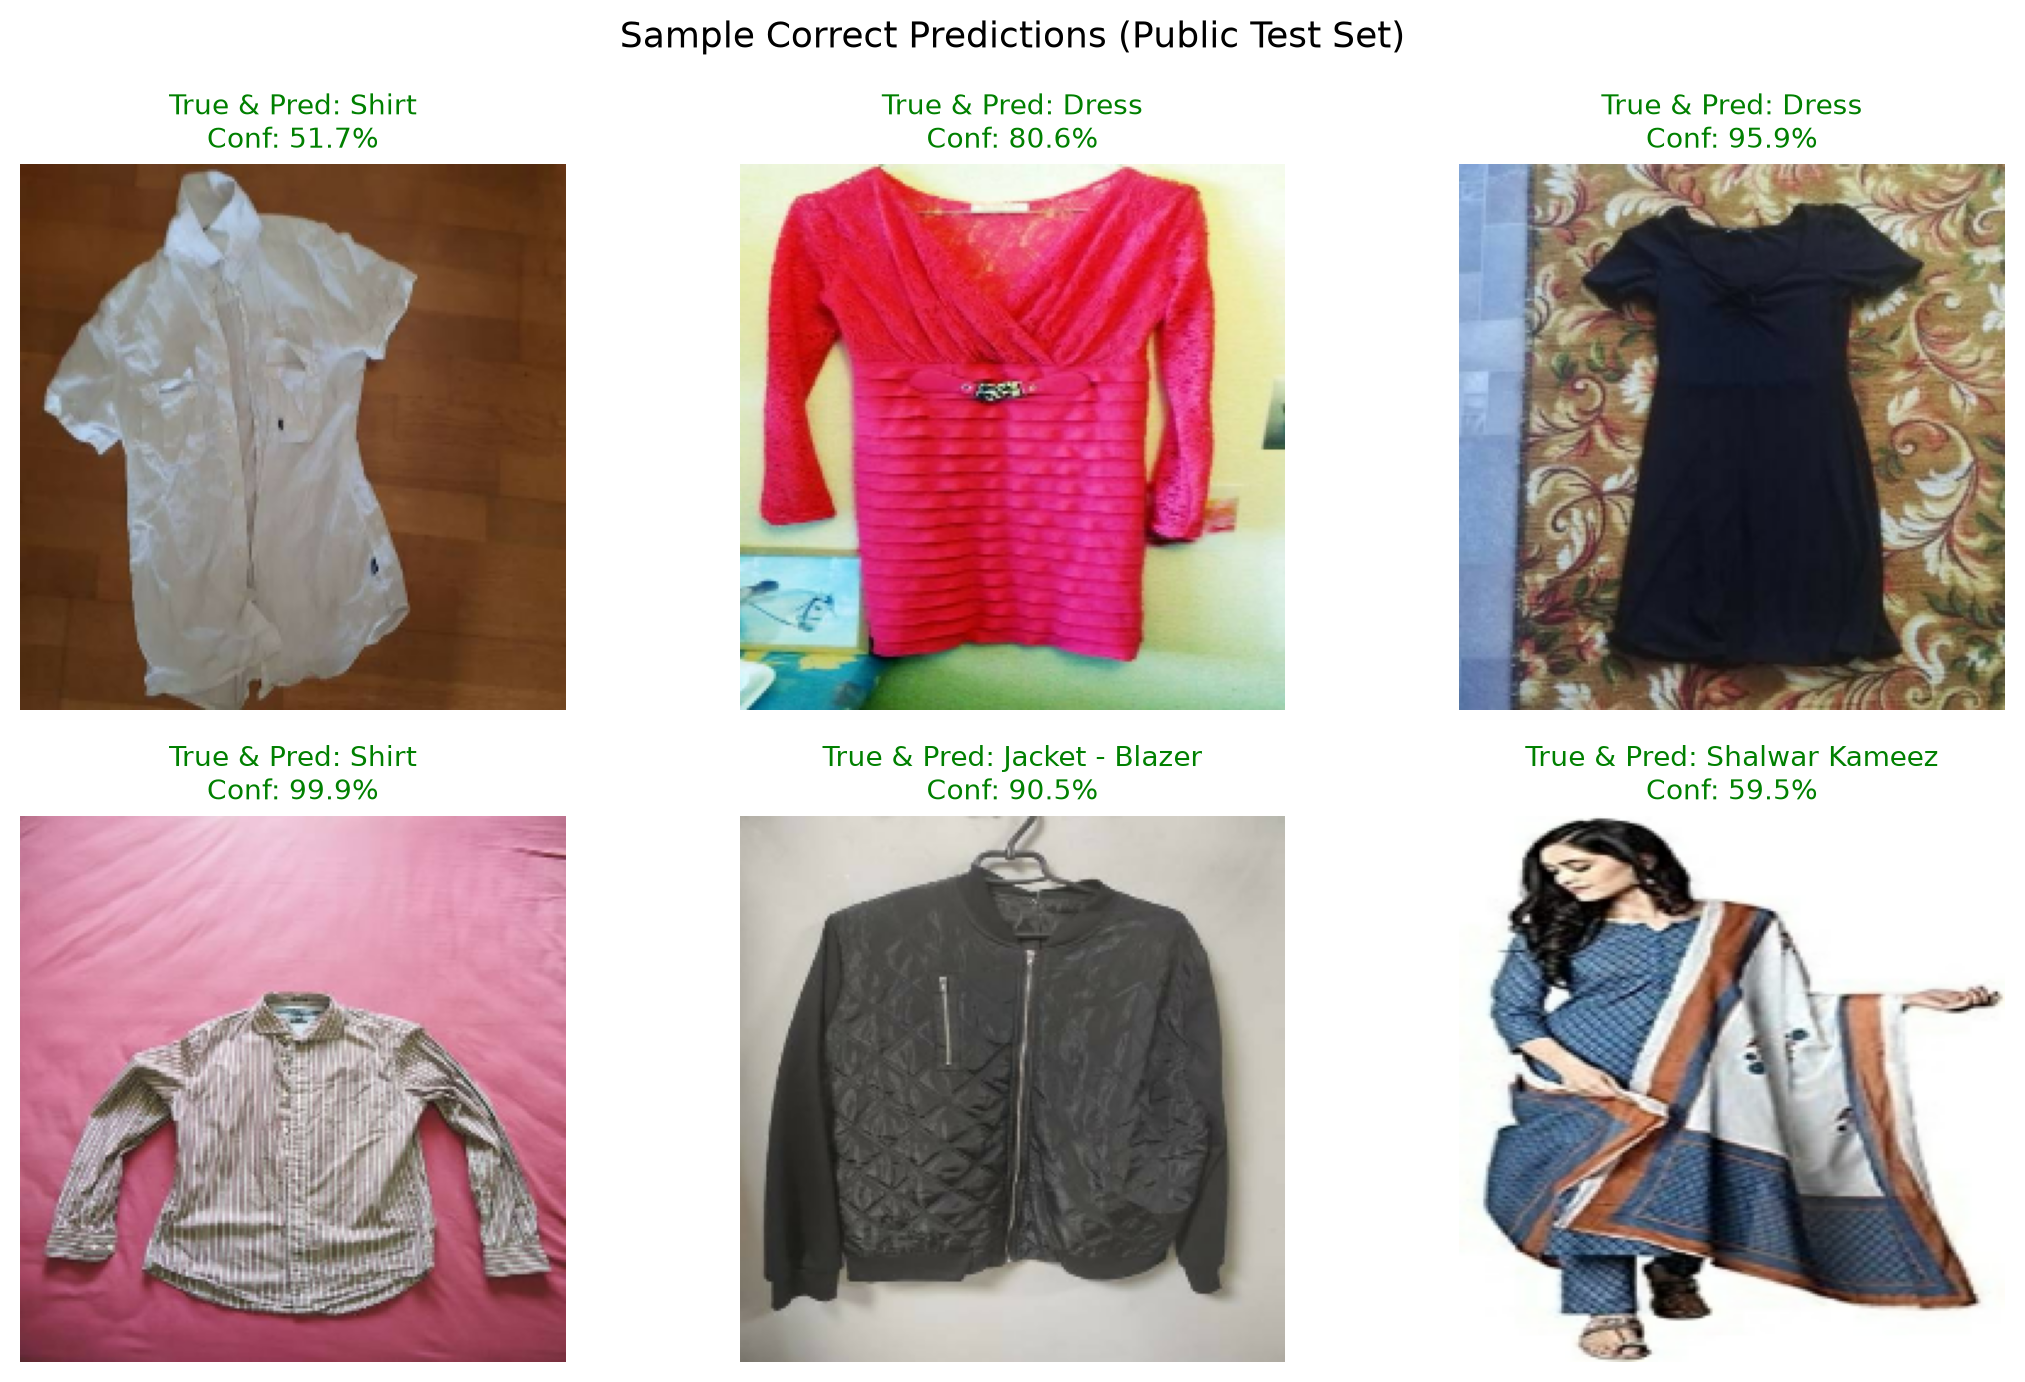 Sample Correct Predictions (Public Test Set)
True & Pred: Shirt
Conf: 51.7%
True & Pred: Dress
Conf: 80.6%
True & Pred: Dress
Conf: 95.9%
True & Pred: Shirt
Conf: 99.9%
True & Pred: Jacket - Blazer
Conf: 90.5%
True & Pred: Shalwar Kameez
Conf: 59.5%